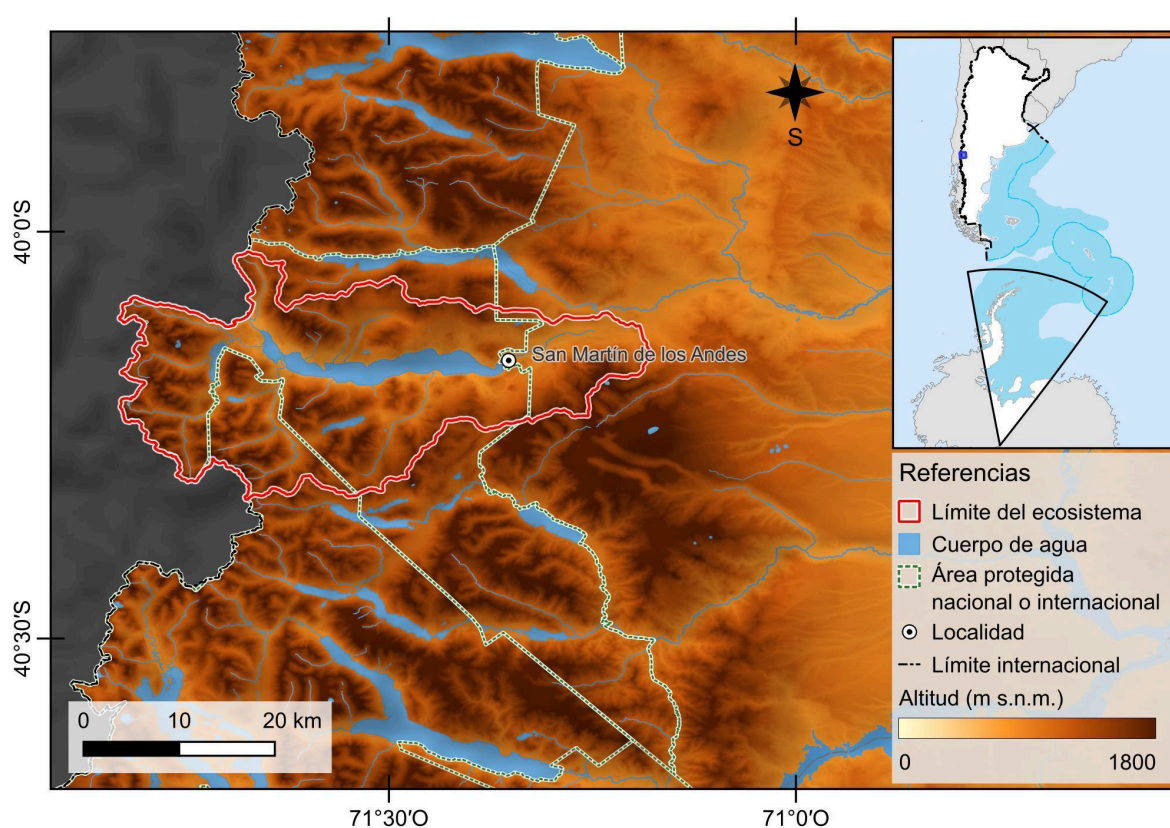 S
40°0′S
San Martín de los Andes
Referencias
Límite del ecosistema
Cuerpo de agua
Área protegida
nacional o internacional
Localidad
Límite internacional
Altitud (m s.n.m.)
0 1800
40°30′S
0 10 20 km
71°30′O 71°0′O